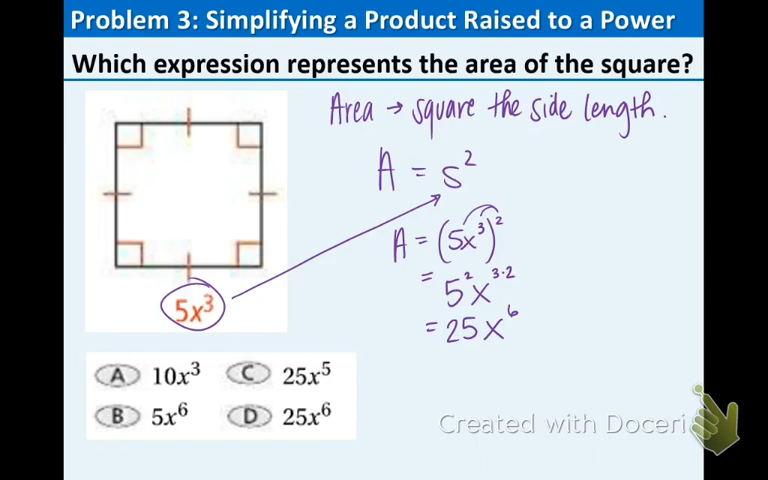 Problem 3: Simplifying a Product Raised to a Power
Which expression represents the area of the square?
Area → square the side length.
A = s²
A = (5x³)²
= 5²x³·²
= 25x⁶
5x³
A 10x³ C 25x⁵
B 5x⁶ D 25x⁶
Created with Doceri